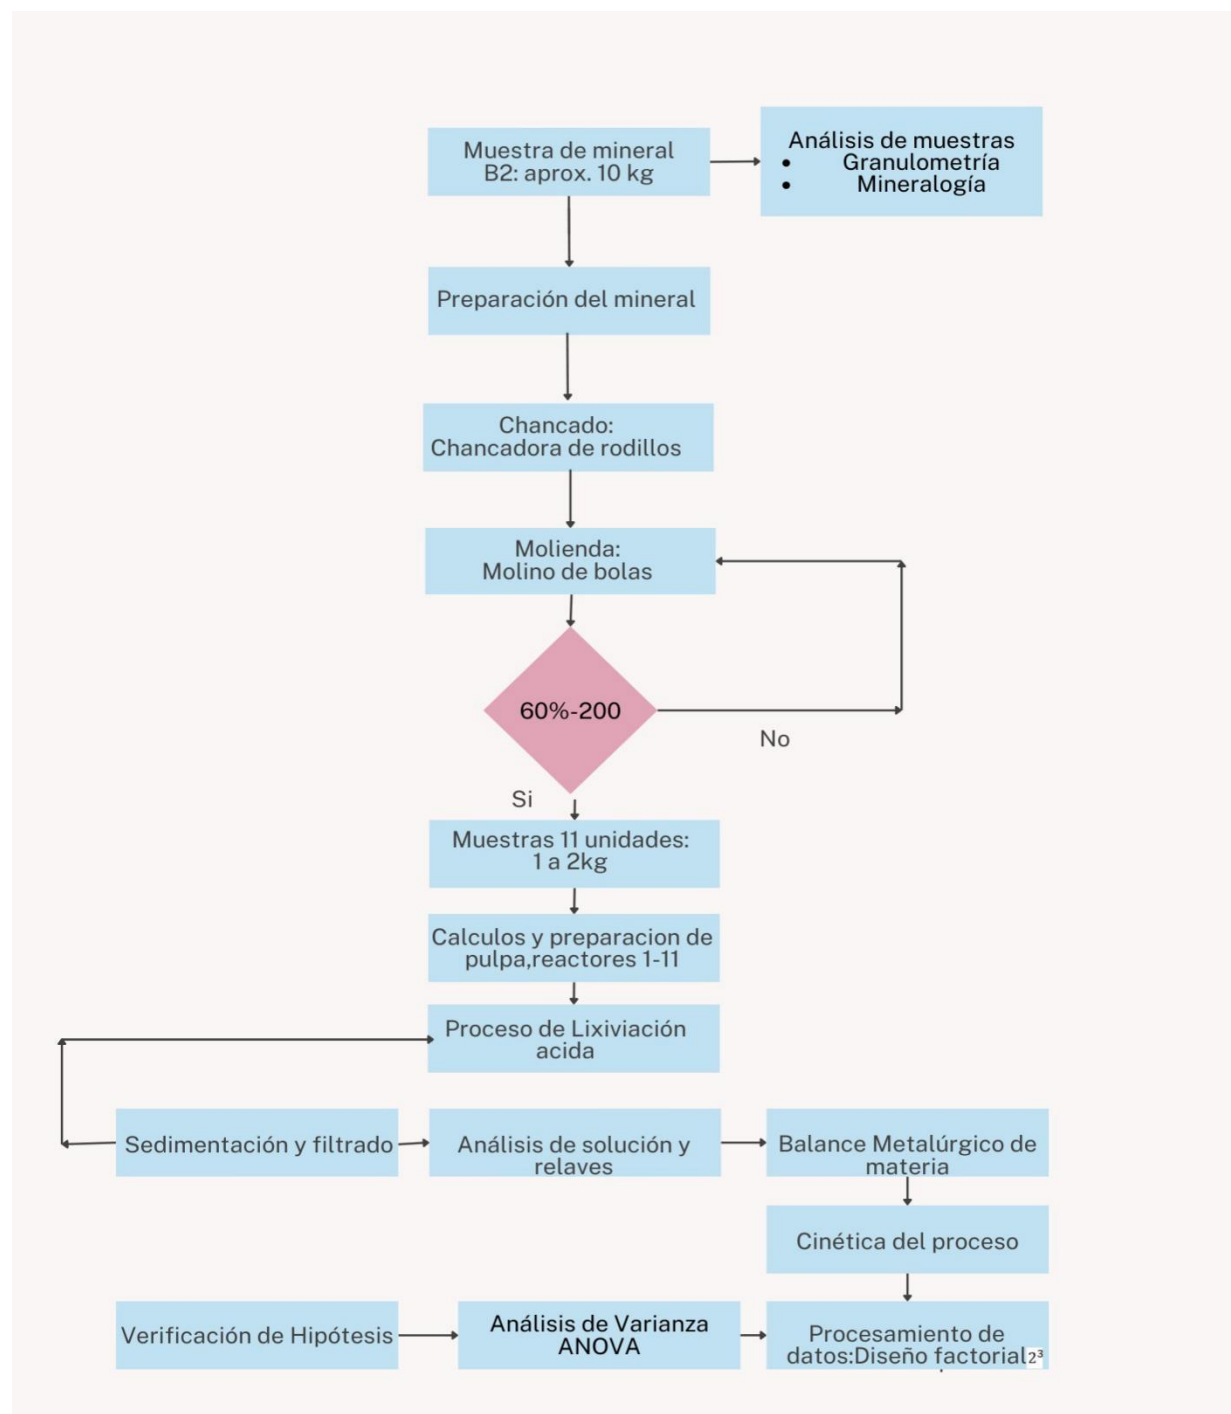 Muestra de mineral
B2: aprox. 10 kg
Análisis de muestras
• Granulometría
• Mineralogía
Preparación del mineral
Chancado:
Chancadora de rodillos
Molienda:
Molino de bolas
60%-200
No
Si
Muestras 11 unidades:
1 a 2kg
Calculos y preparacion de
pulpa,reactores 1-11
Proceso de Lixiviación
acida
Sedimentación y filtrado
Análisis de solución y
relaves
Balance Metalúrgico de
materia
Cinética del proceso
Verificación de Hipótesis
Análisis de Varianza
ANOVA
Procesamiento de
datos:Diseño factorial 2³